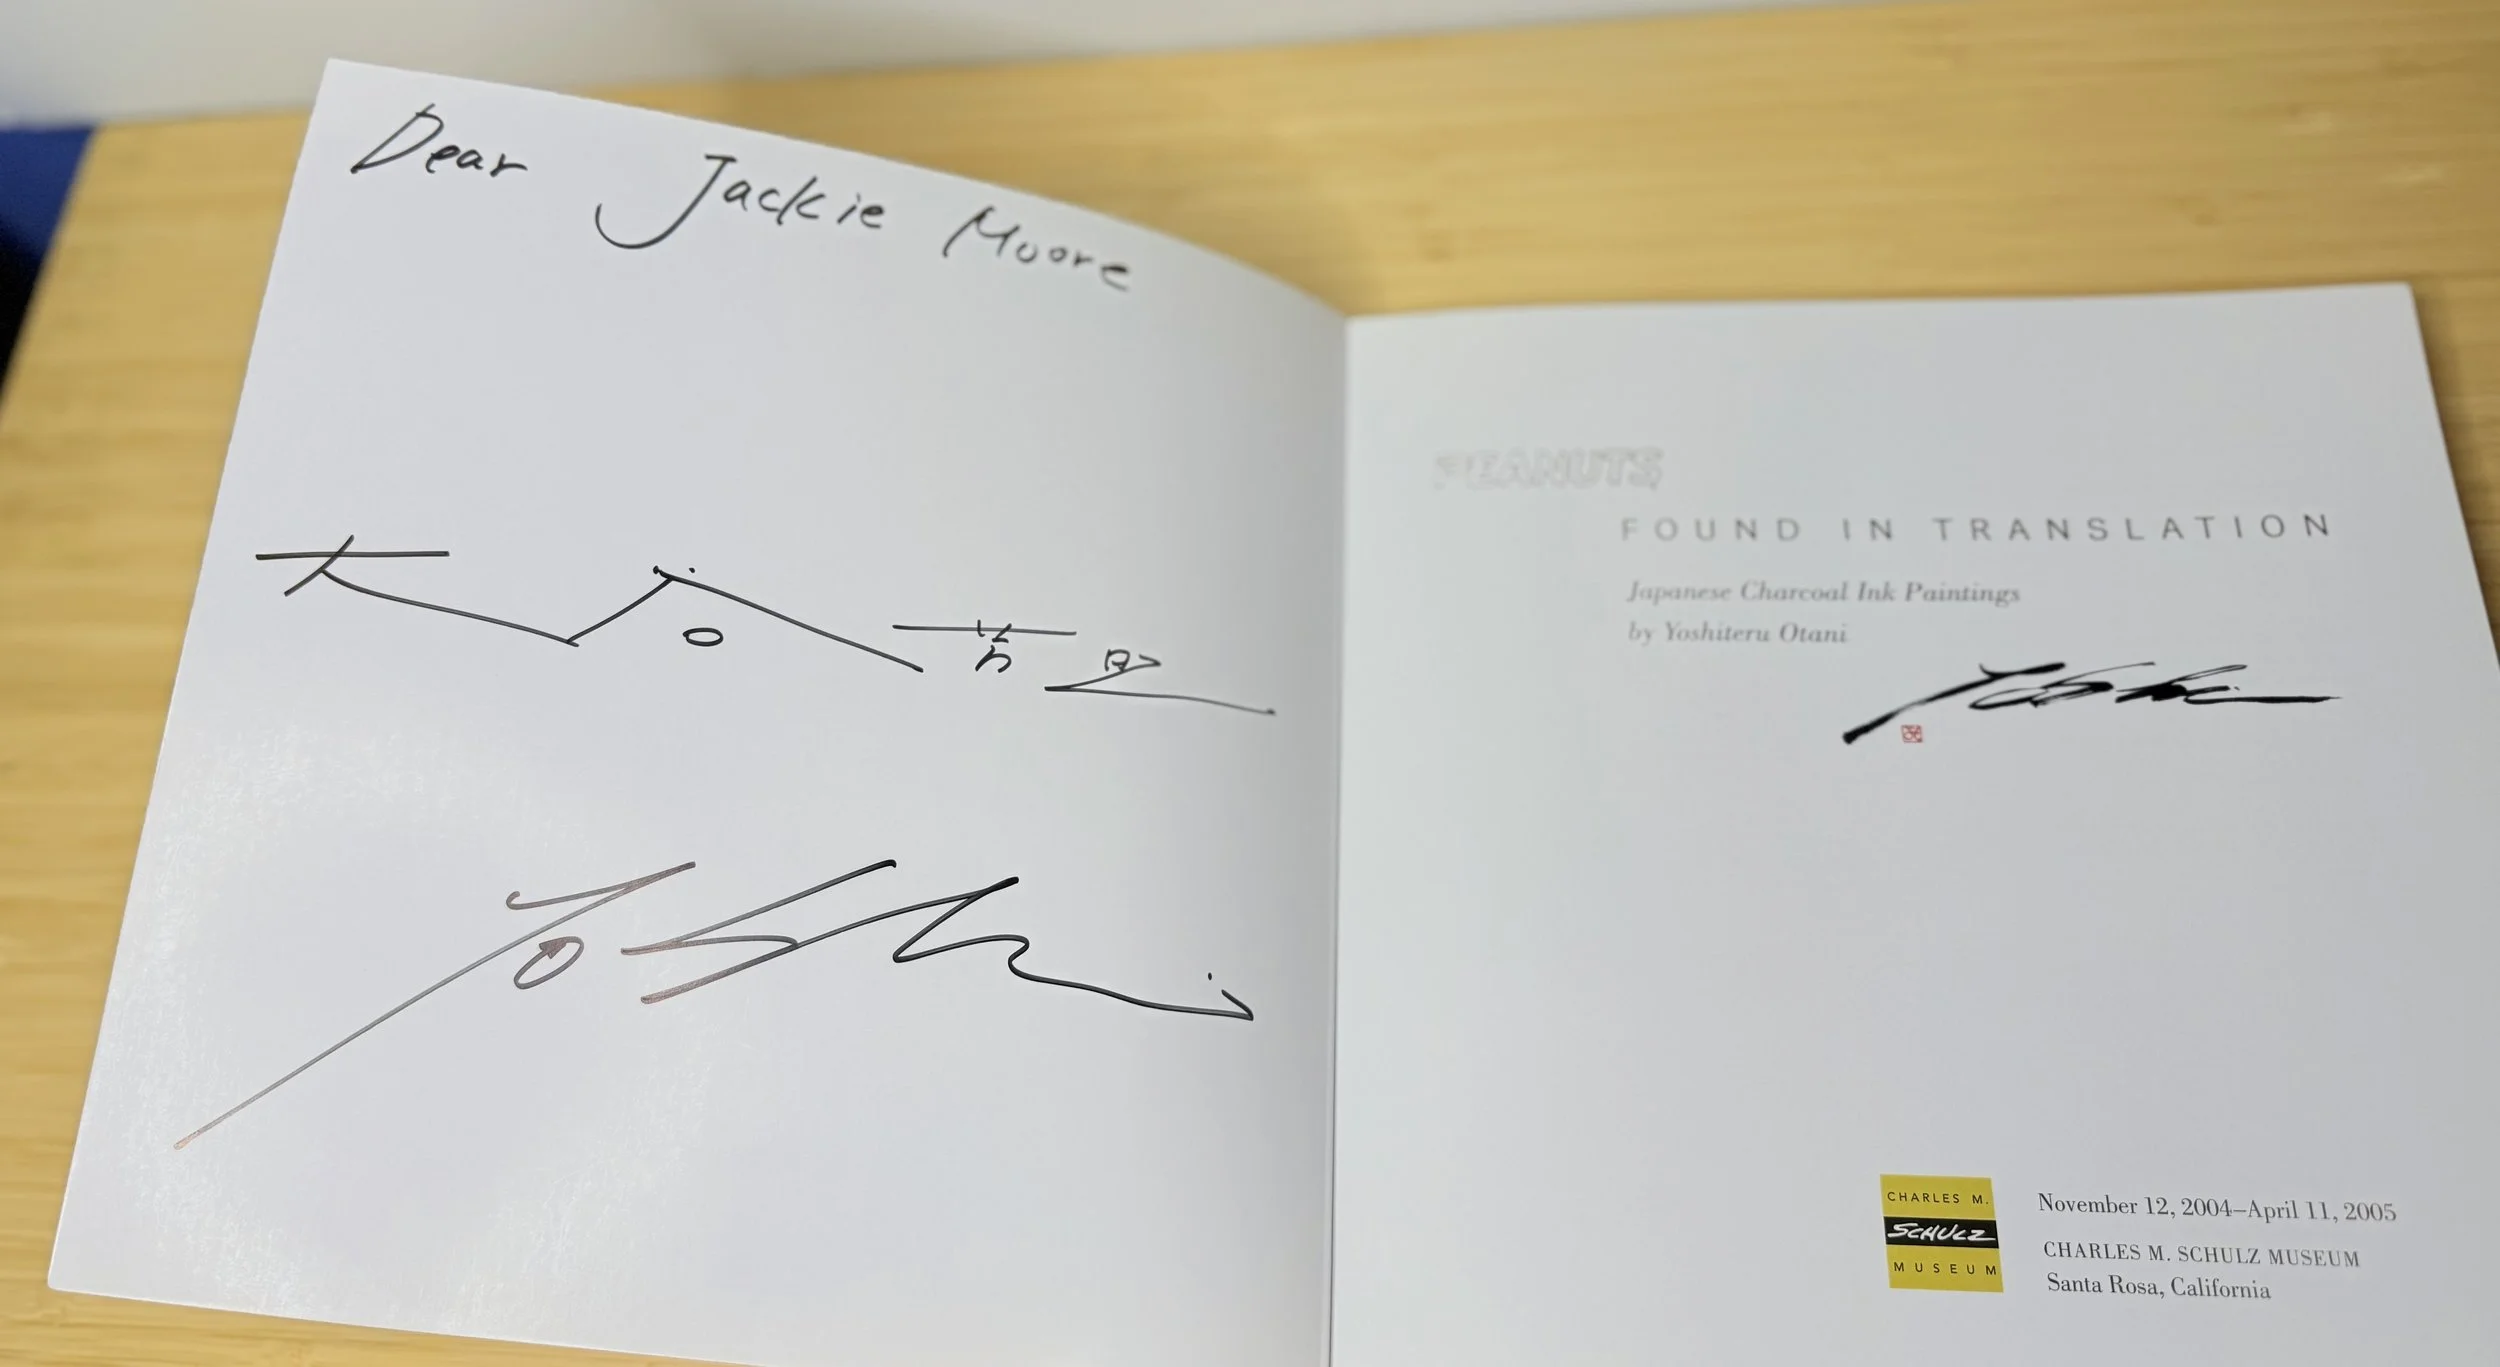 Dear Jackie Moore
大谷芳照
PEANUTS
FOUND IN TRANSLATION
Japanese Charcoal Ink Paintings
by Yoshiteru Otani
CHARLES M.
SCHULZ
MUSEUM
November 12, 2004–April 11, 2005
CHARLES M. SCHULZ MUSEUM
Santa Rosa, California